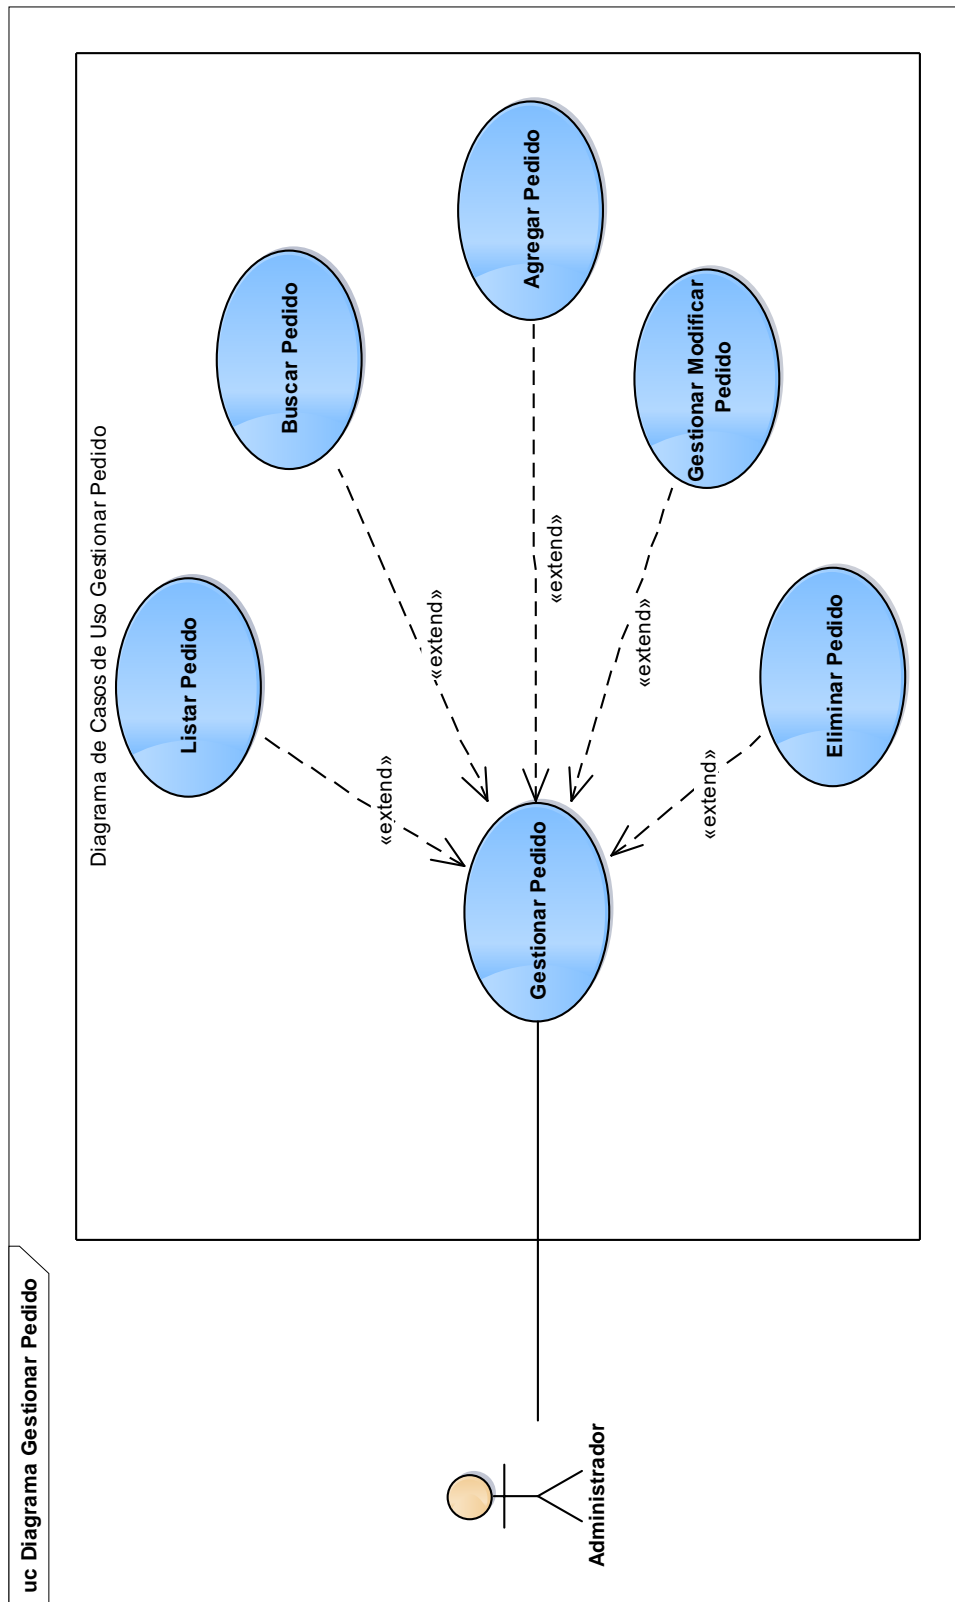 uc Diagrama Gestionar Pedido
Diagrama de Casos de Uso Gestionar Pedido
Listar Pedido
«extend»
Buscar Pedido
«extend»
Agregar Pedido
«extend»
Gestionar Pedido
Gestionar Modificar
Pedido
«extend»
Eliminar Pedido
«extend»
Administrador